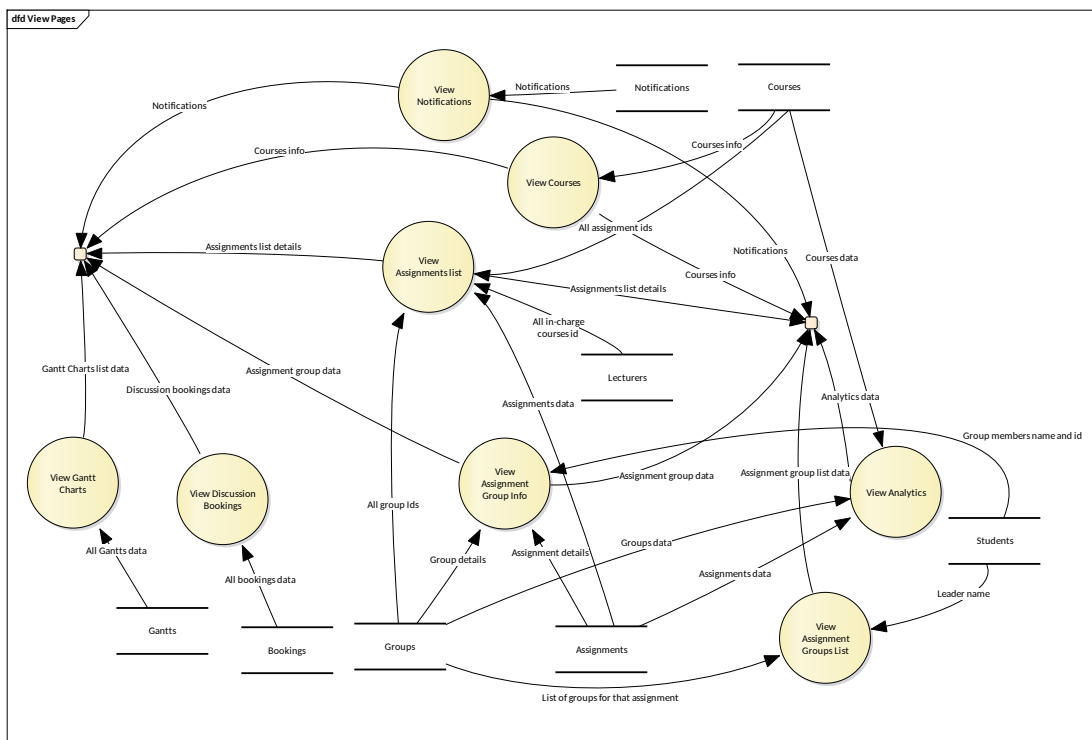 dfd View Pages
View
Notifications
Notifications
Notifications
Courses
Notifications
Courses info
Courses info
View Courses
All assignment ids
View
Assignments list
Assignments list details
Notifications
Courses data
Courses info
Assignments list details
All in-charge
courses id
Lecturers
Gantt Charts list data
Assignment group data
Discussion bookings data
Assignments data
Analytics data
Group members name and id
View Gantt
Charts
View Discussion
Bookings
View
Assignment
Group Info
Assignment group data
Assignment group list data
View Analytics
All group Ids
Students
All Gantts data
Group details
Assignment details
Groups data
All bookings data
Assignments data
Leader name
Gantts
Bookings
Groups
Assignments
View
Assignment
Groups List
List of groups for that assignment